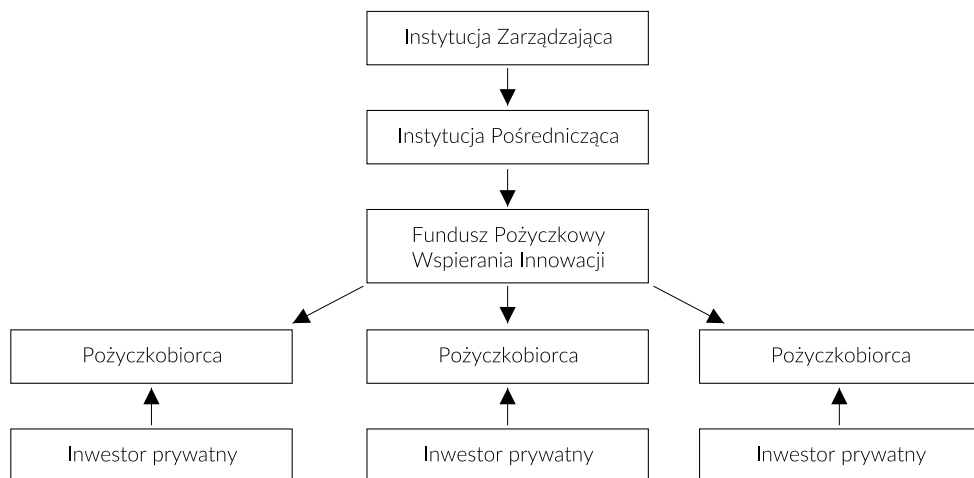 Instytucja Zarządzająca
Instytucja Pośrednicząca
Fundusz Pożyczkowy
Wspierania Innowacji
Pożyczkobiorca
Pożyczkobiorca
Pożyczkobiorca
Inwestor prywatny
Inwestor prywatny
Inwestor prywatny